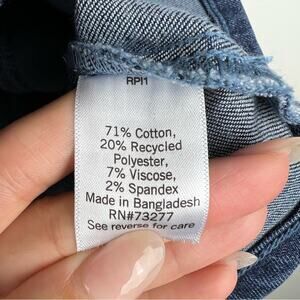 RPI1
71% Cotton,
20% Recycled
Polyester,
7% Viscose,
2% Spandex
Made in Bangladesh
RN#73277
See reverse for care